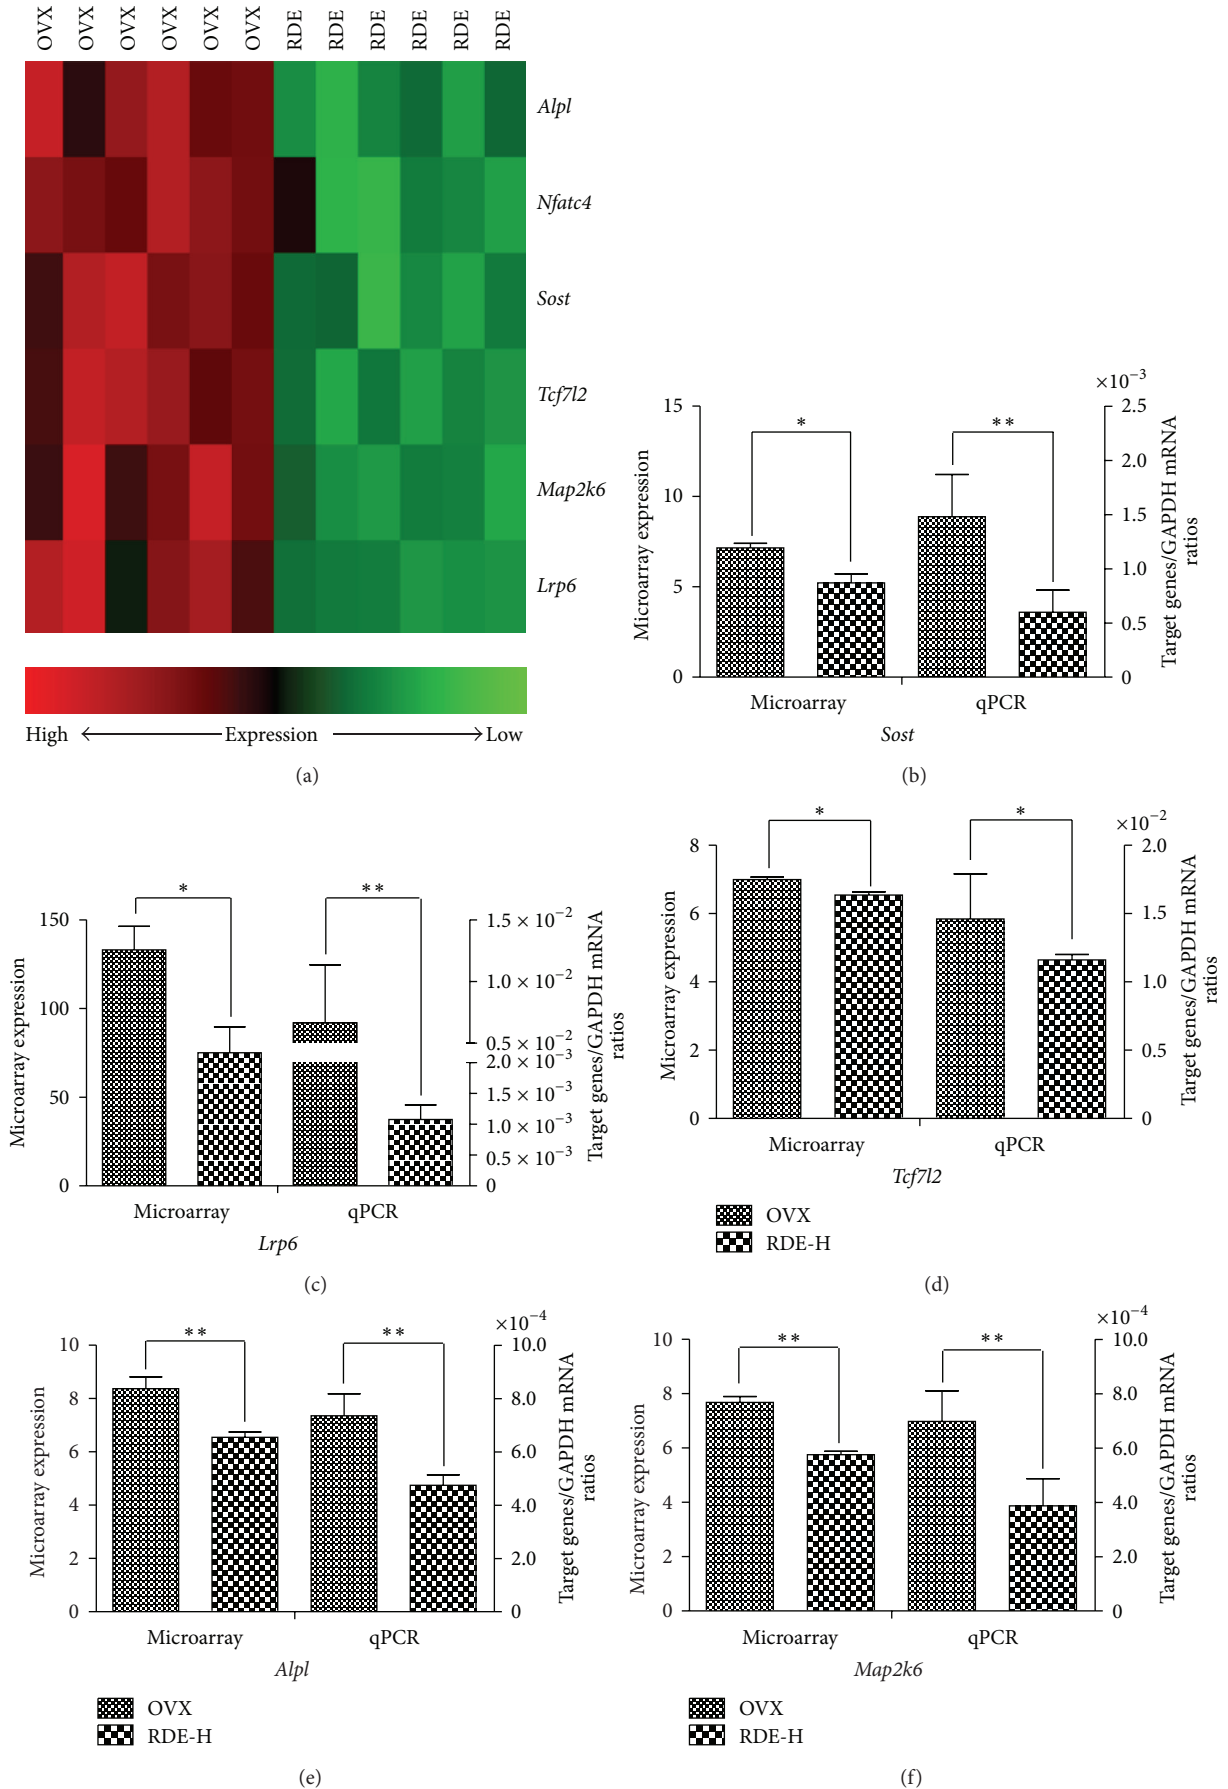 OVX OVX OVX OVX OVX OVX RDE RDE RDE RDE RDE RDE
Alpl
Nfatc4
Sost
Tcf7l2
Map2k6
Lrp6
High Expression Low
(a)
×10−3
15
10
5
0
Microarray expression
*
**
2.5
2.0
1.5
1.0
0.5
0
Target genes/GAPDH mRNA
ratios
Microarray qPCR
Sost
(b)
150
100
50
0
Microarray expression
*
**
1.5 × 10−2
1.0 × 10−2
0.5 × 10−2
2.0 × 10−3
1.5 × 10−3
1.0 × 10−3
0.5 × 10−3
0
Target genes/GAPDH mRNA
ratios
Microarray qPCR
Lrp6
(c)
×10−2
8
6
4
2
0
Microarray expression
*
*
2.0
1.5
1.0
0.5
0
Target genes/GAPDH mRNA
ratios
Microarray qPCR
Tcf7l2
OVX
RDE-H
(d)
×10−4
10
8
6
4
2
0
Microarray expression
**
**
10.0
8.0
6.0
4.0
2.0
0
Target genes/GAPDH mRNA
ratios
Microarray qPCR
Alpl
OVX
RDE-H
(e)
×10−4
10
8
6
4
2
0
Microarray expression
**
**
10.0
8.0
6.0
4.0
2.0
0
Target genes/GAPDH mRNA
ratios
Microarray qPCR
Map2k6
OVX
RDE-H
(f)